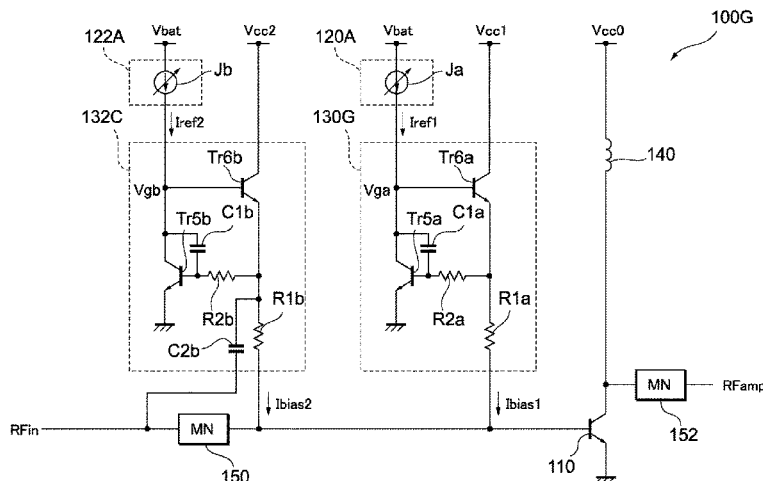 122A
Vbat
Vcc2
120A
Vbat
Vcc1
Vcc0
100G
Jb
Ja
132C
Iref2
130G
Iref1
140
Tr6b
Tr6a
Vgb
Vga
Tr5b
C1b
Tr5a
C1a
R2b
R1b
R2a
R1a
C2b
MN
RFamp
Ibias2
Ibias1
152
RFin
MN
110
150